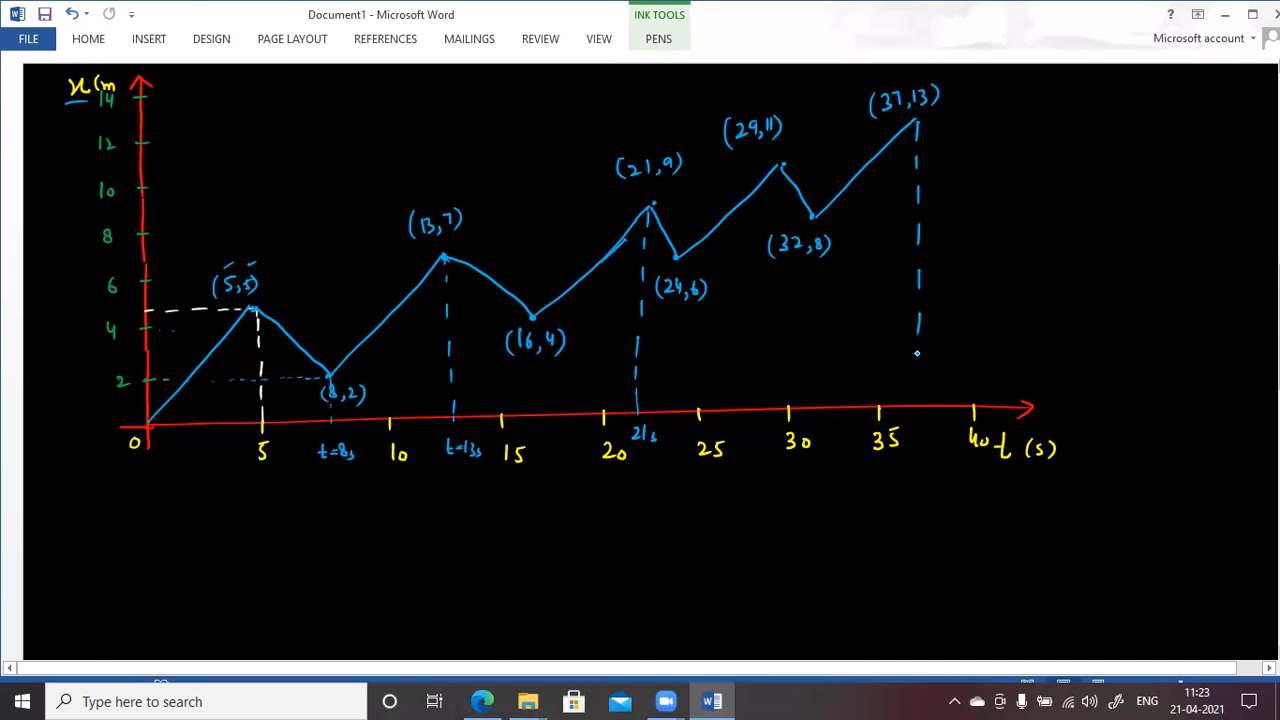 Document1 - Microsoft Word
INK TOOLS
?
FILE HOME INSERT DESIGN PAGE LAYOUT REFERENCES MAILINGS REVIEW VIEW PENS
Microsoft account
x (m
14
12
10
8
6
4
2
0
(5,5)
(8,2)
(13,7)
(16,4)
(21,9)
(24,6)
(29,11)
(32,8)
(37,13)
5 t=8s 10 t=13s 15 20 21s 25 30 35 40 t (s)
Type here to search
ENG
11:23
21-04-2021